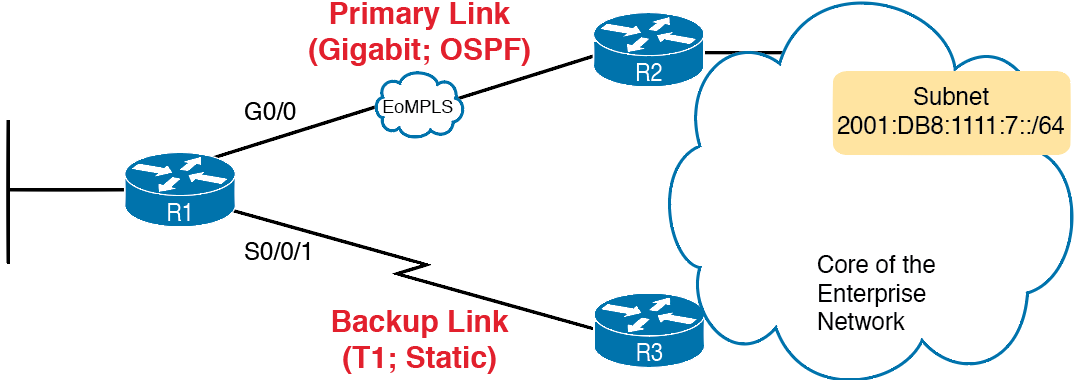 Primary Link
(Gigabit; OSPF)
R2
Subnet
2001:DB8:1111:7::/64
G0/0
EoMPLS
R1
S0/0/1
Core of the
Enterprise
Network
Backup Link
(T1; Static)
R3